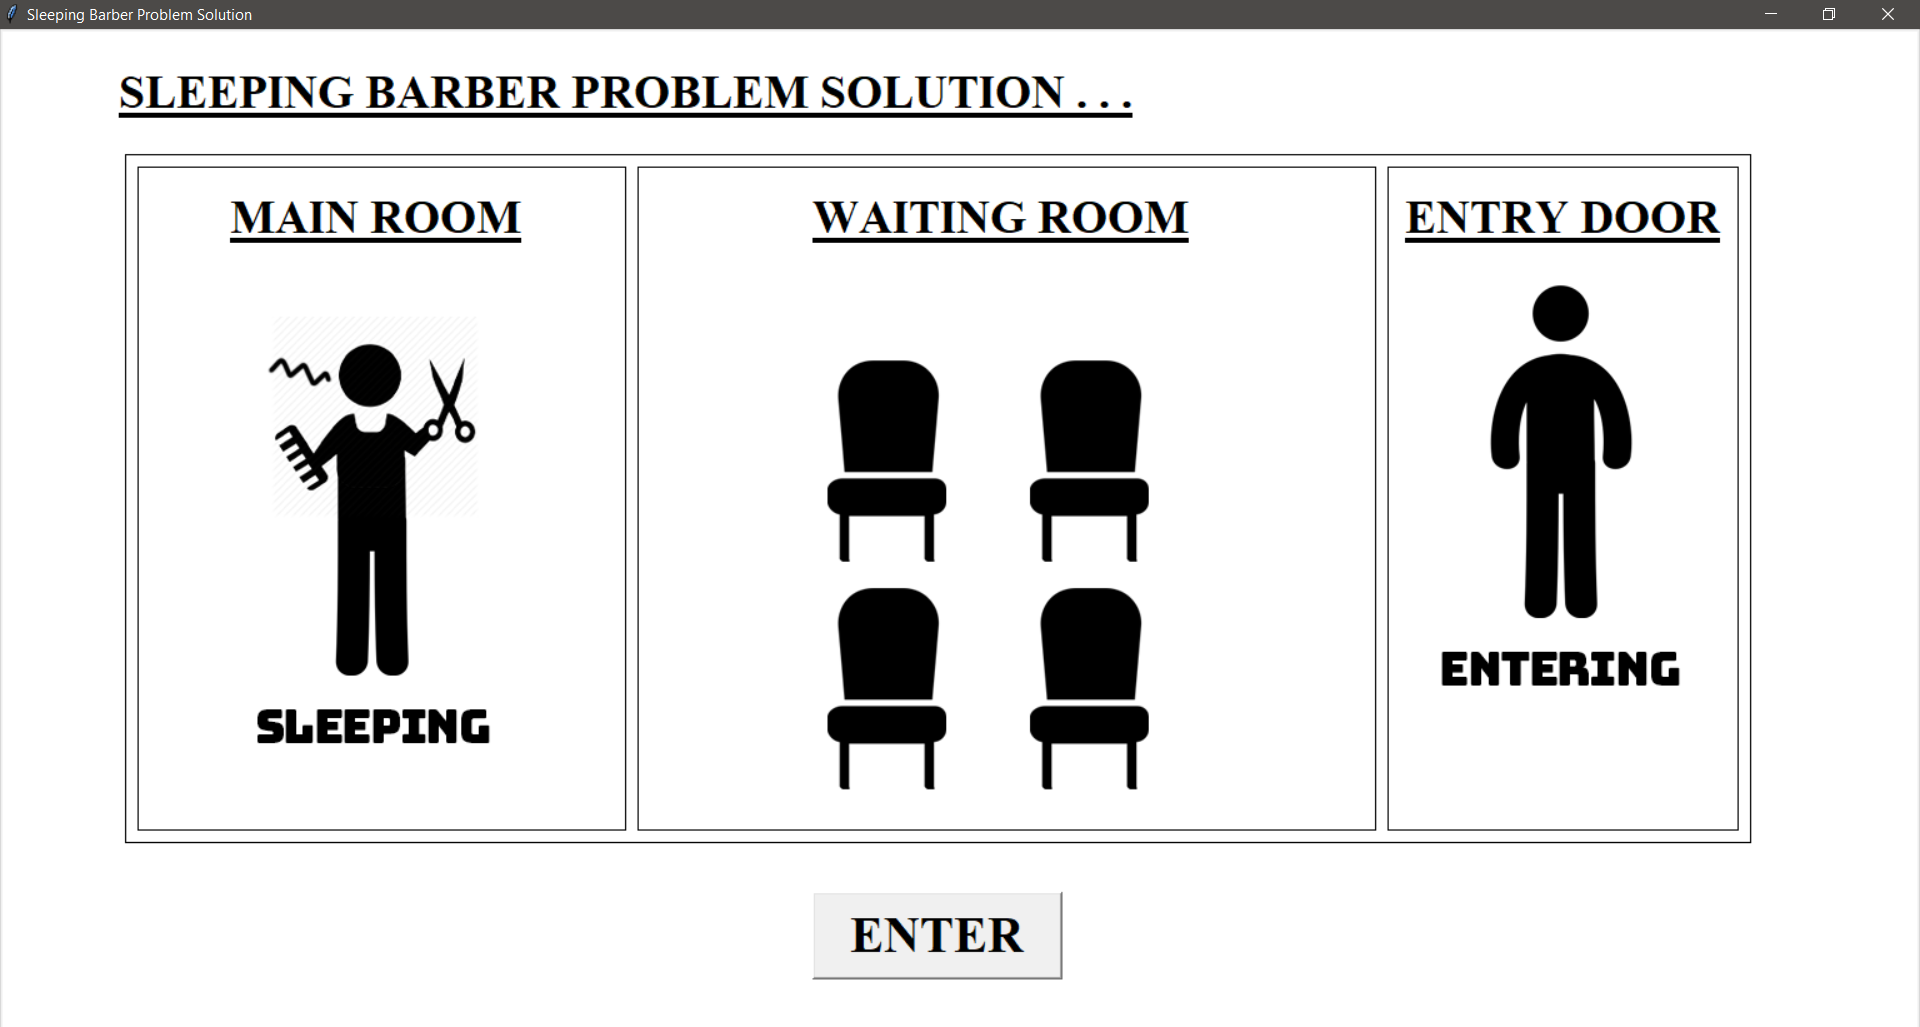 Sleeping Barber Problem Solution
SLEEPING BARBER PROBLEM SOLUTION . . .
MAIN ROOM
WAITING ROOM
ENTRY DOOR
SLEEPING
ENTERING
ENTER